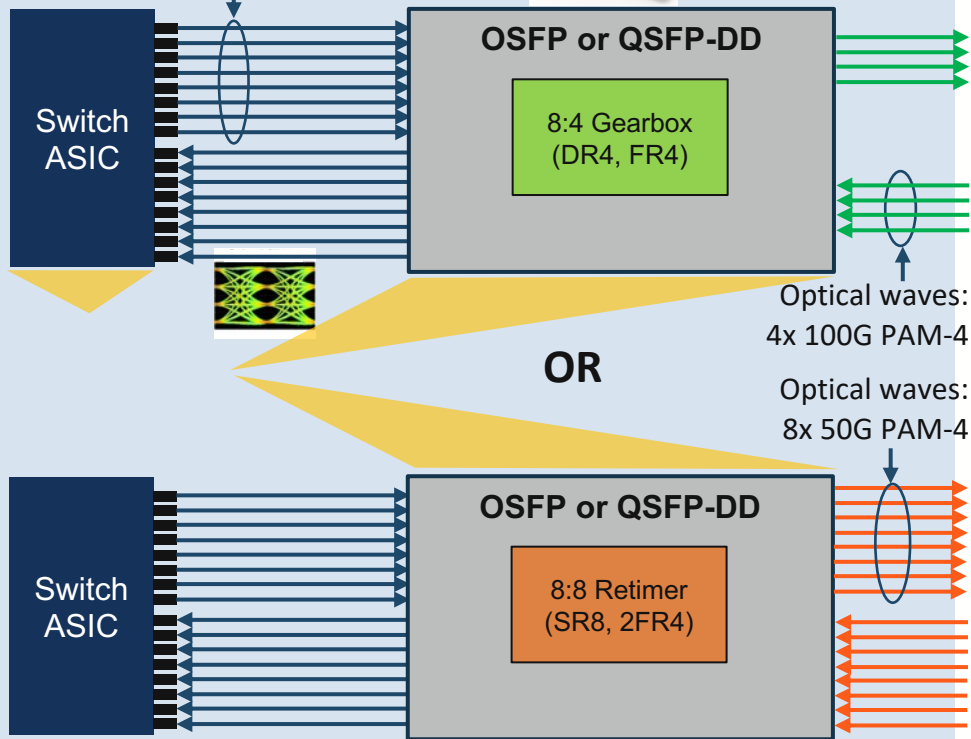 OSFP or QSFP-DD
Switch
ASIC
8:4 Gearbox
(DR4, FR4)
Optical waves:
4x 100G PAM-4
OR
Optical waves:
8x 50G PAM-4
OSFP or QSFP-DD
Switch
ASIC
8:8 Retimer
(SR8, 2FR4)